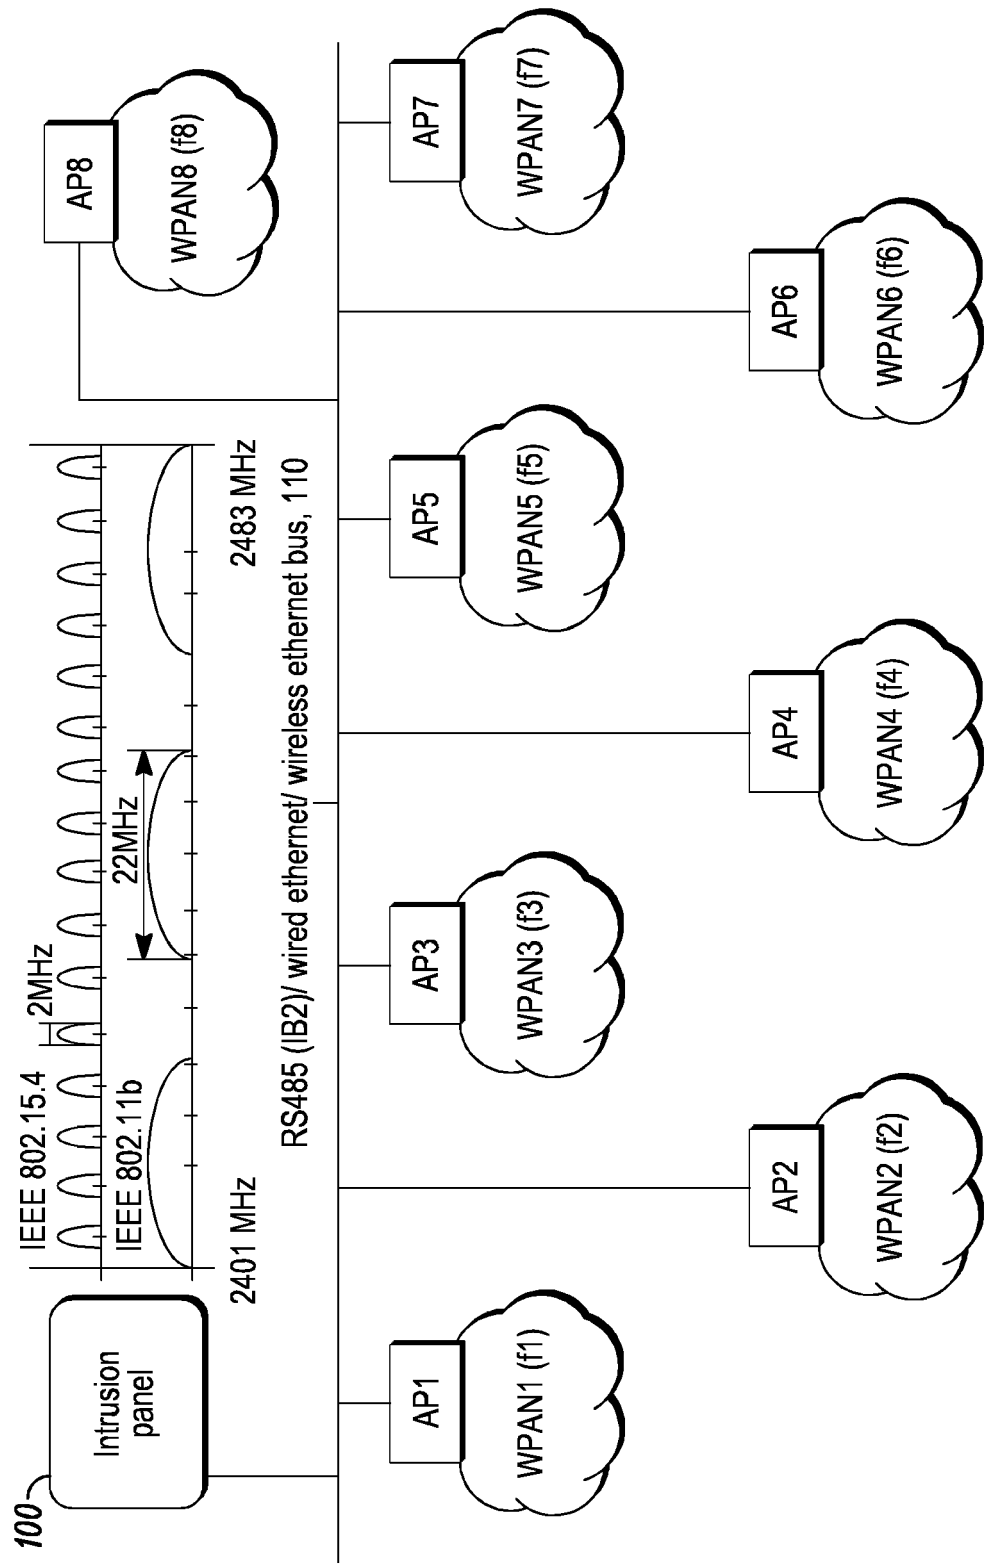 100
Intrusion
panel
IEEE 802.15.4
2MHz
IEEE 802.11b
22MHz
2401 MHz
2483 MHz
RS485 (IB2)/ wired ethernet/ wireless ethernet bus, 110
AP8
WPAN8 (f8)
AP1
WPAN1 (f1)
AP3
WPAN3 (f3)
AP5
WPAN5 (f5)
AP7
WPAN7 (f7)
AP2
WPAN2 (f2)
AP4
WPAN4 (f4)
AP6
WPAN6 (f6)